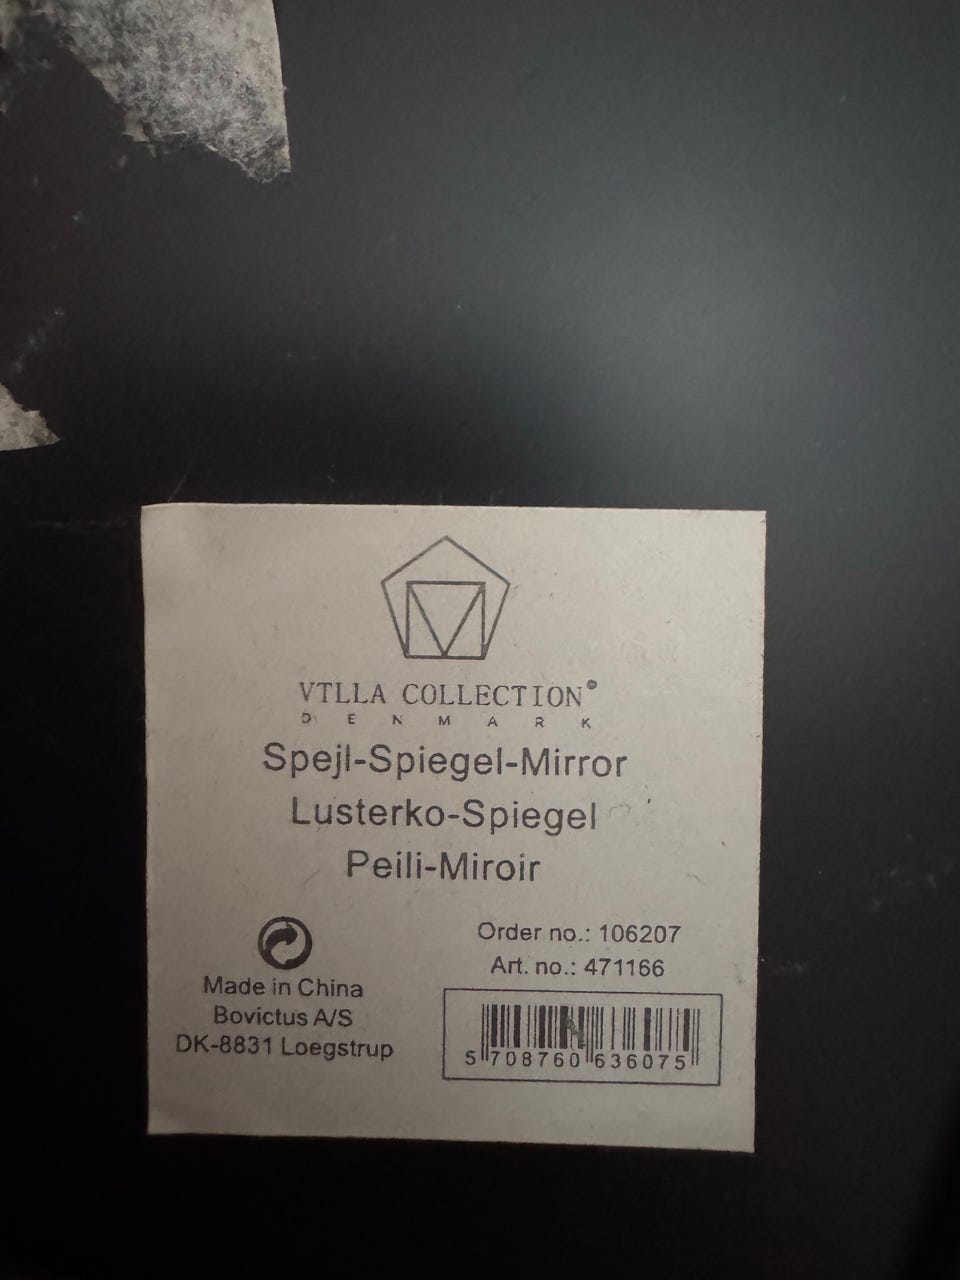 VTLLA COLLECTION®
DENMARK
Spejl-Spiegel-Mirror
Lusterko-Spiegel
Peili-Miroir
Order no.: 106207
Art. no.: 471166
Made in China
Bovictus A/S
DK-8831 Loegstrup
5 708760 636075